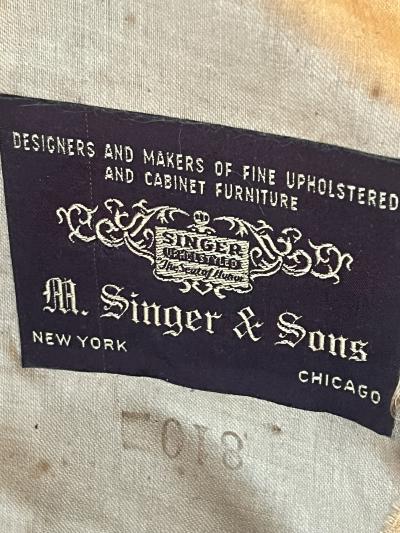 DESIGNERS AND MAKERS OF FINE UPHOLSTERED
AND CABINET FURNITURE
SINGER
UPHOLSTYLED
The Seat of Honor
M. Singer & Sons
NEW YORK
CHICAGO